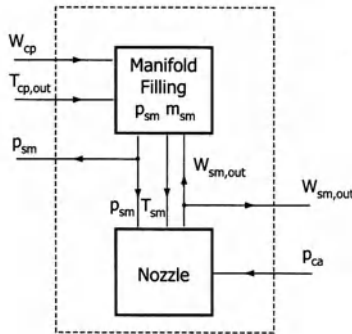 W_cp
Manifold
Filling
p_sm m_sm
T_cp,out
p_sm
W_sm,out
W_sm,out
p_sm T_sm
Nozzle
p_ca